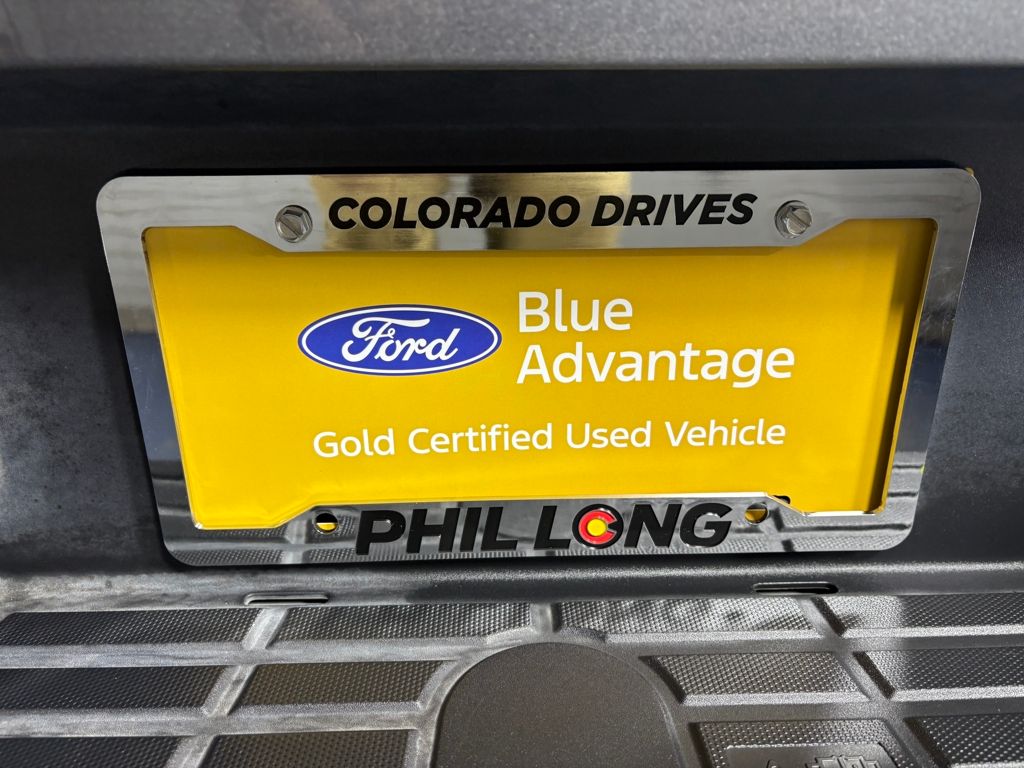 COLORADO DRIVES
Ford
Blue
Advantage
Gold Certified Used Vehicle
PHIL LONG